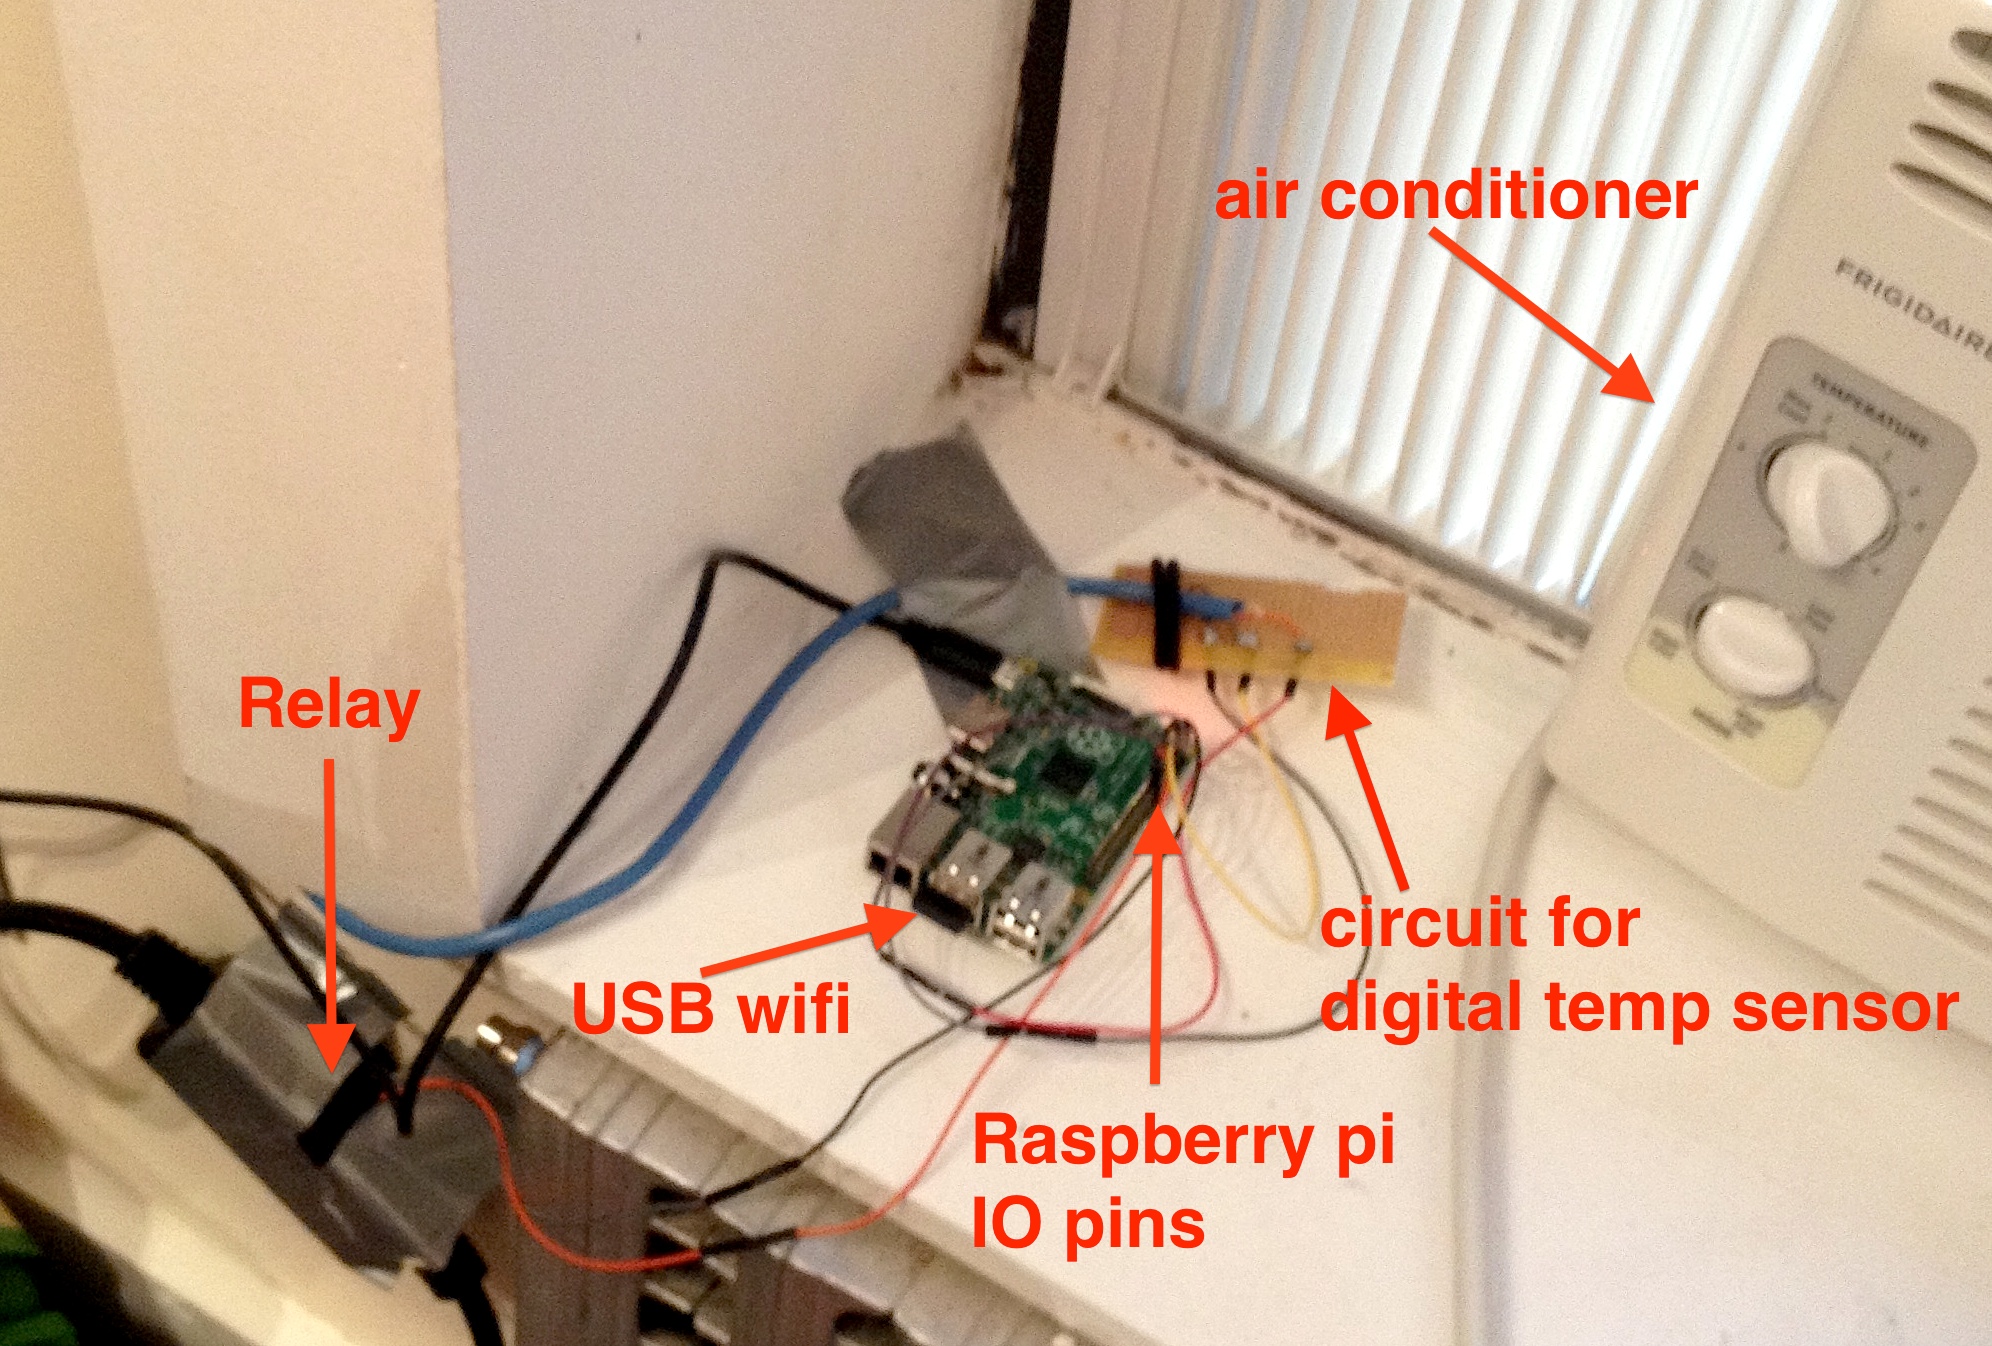 air conditioner
FRIGIDAIRE
TEMPERATURE
Relay
circuit for
digital temp sensor
USB wifi
Raspberry pi
IO pins